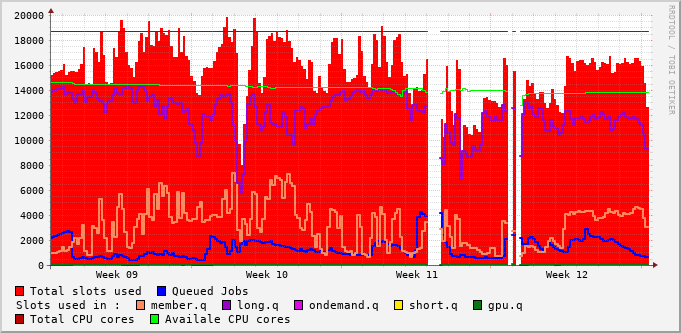 20000
18000
16000
14000
12000
10000
8000
6000
4000
2000
0
Week 09 Week 10 Week 11 Week 12
RRDTOOL / TOBI OETIKER
Total slots used Queued Jobs
Slots used in : member.q long.q ondemand.q short.q gpu.q
Total CPU cores Availale CPU cores